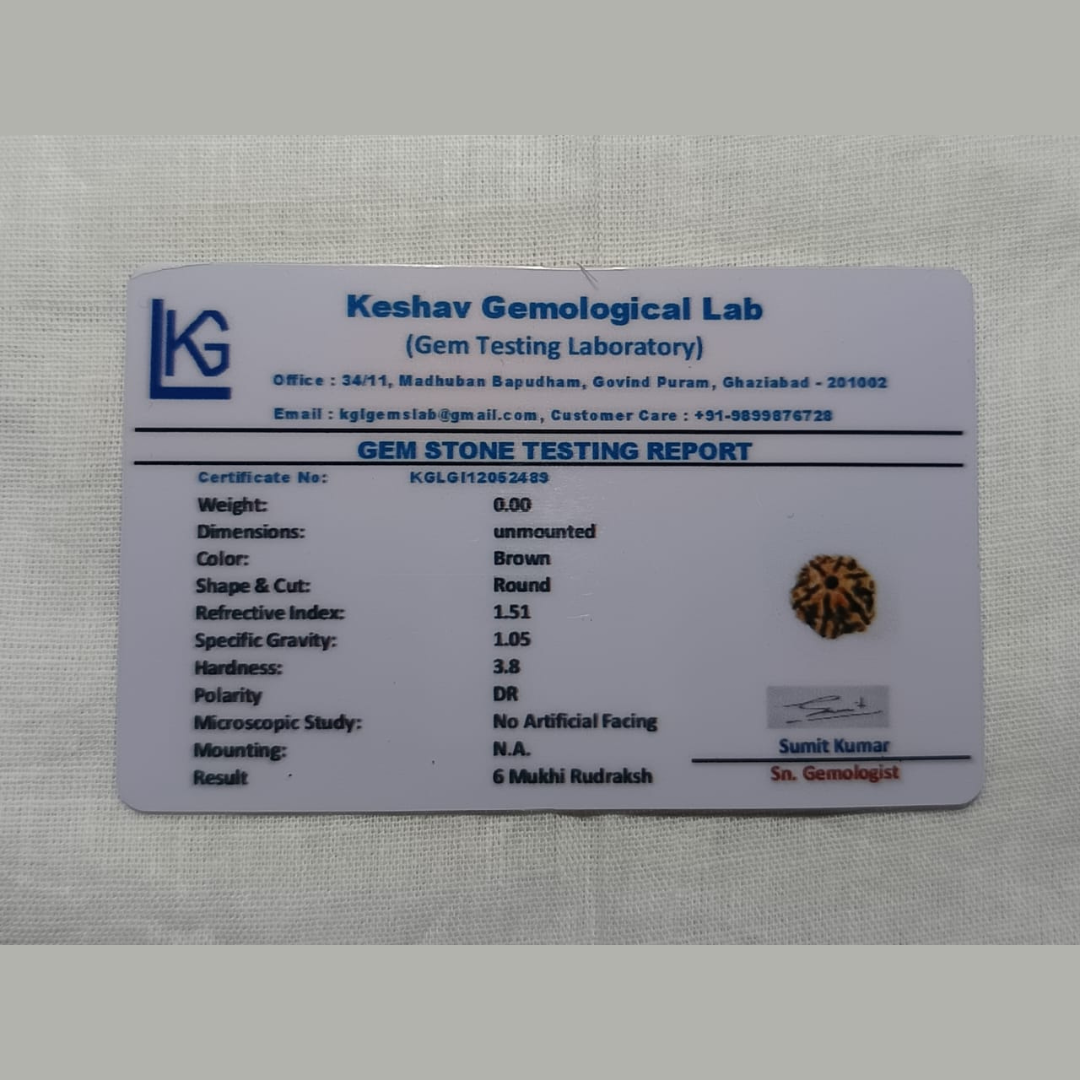 LKG
Keshav Gemological Lab
(Gem Testing Laboratory)
Office : 34/11, Madhuban Bapudham, Govind Puram, Ghaziabad - 201002
Email : kglgemslab@gmail.com, Customer Care : +91-9899876728
GEM STONE TESTING REPORT
Certificate No: KGLGI12052489
Weight: 0.00
Dimensions: unmounted
Color: Brown
Shape & Cut: Round
Refractive Index: 1.51
Specific Gravity: 1.05
Hardness: 3.8
Polarity DR
Microscopic Study: No Artificial Facing
Mounting: N.A.
Result 6 Mukhi Rudraksh
Sumit
Sumit Kumar
Sn. Gemologist